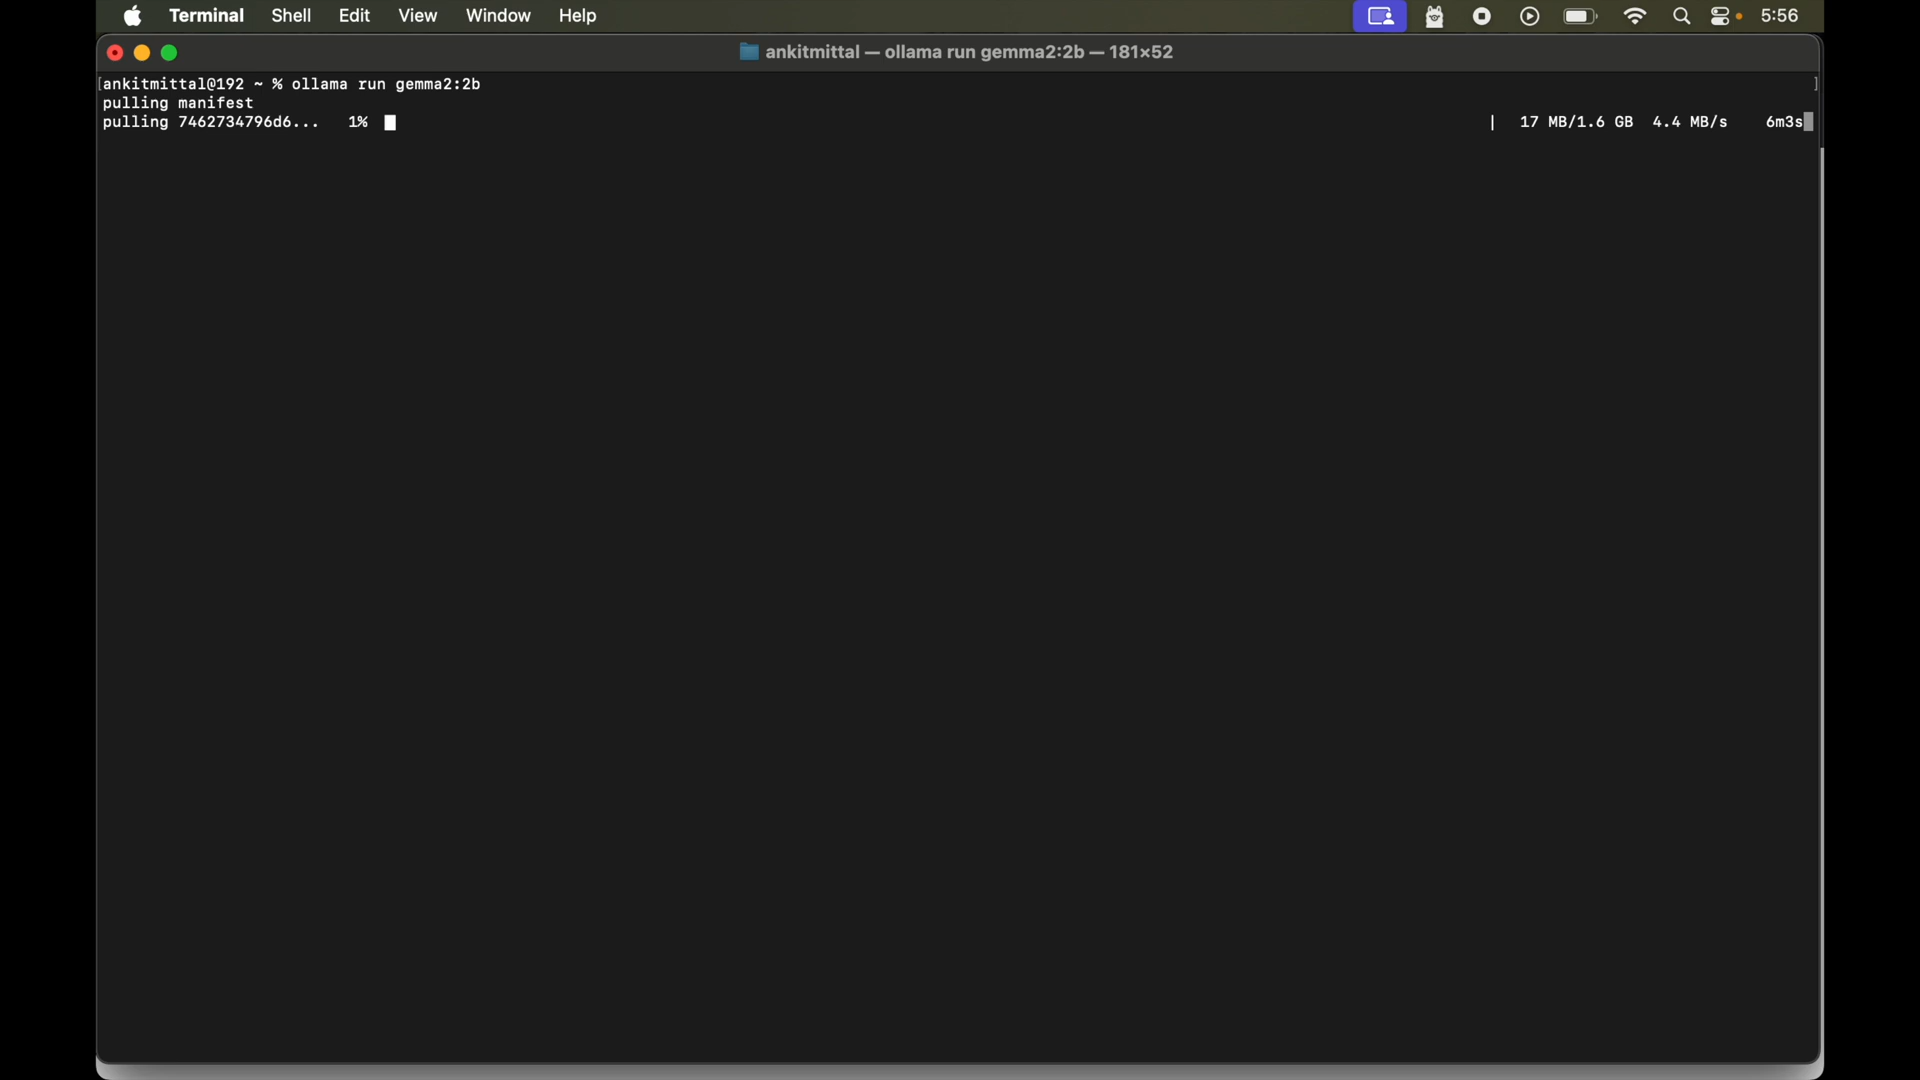 Terminal Shell Edit View Window Help 5:56
ankitmittal — ollama run gemma2:2b — 181×52
[ankitmittal@192 ~ % ollama run gemma2:2b ]
pulling manifest
pulling 7462734796d6... 1% | 17 MB/1.6 GB 4.4 MB/s 6m3s